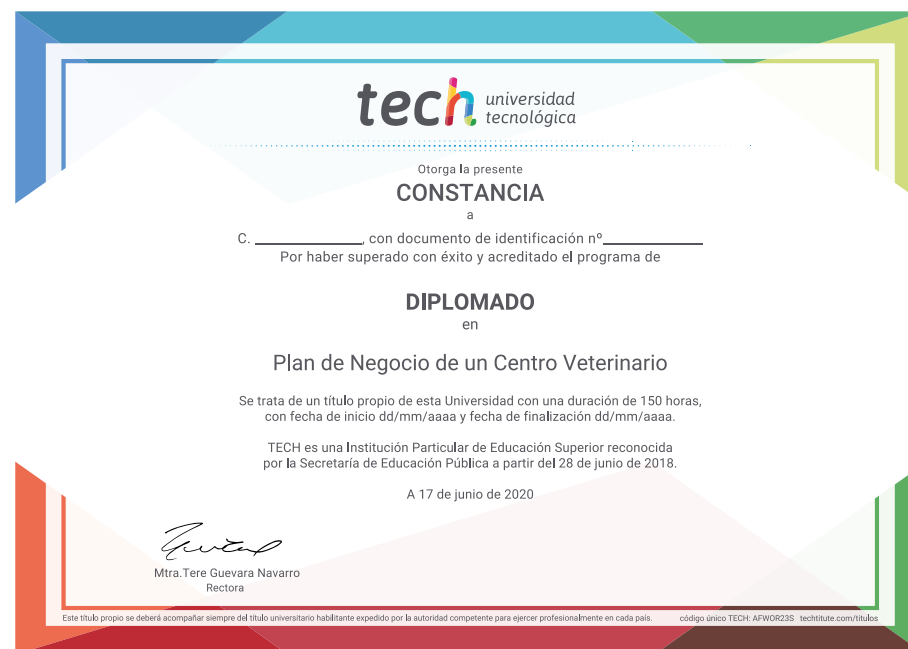 tech universidad
tecnológica
Otorga la presente
CONSTANCIA
a
C. ____________, con documento de identificación nº___________
Por haber superado con éxito y acreditado el programa de
DIPLOMADO
en
Plan de Negocio de un Centro Veterinario
Se trata de un título propio de esta Universidad con una duración de 150 horas,
con fecha de inicio dd/mm/aaaa y fecha de finalización dd/mm/aaaa.
TECH es una Institución Particular de Educación Superior reconocida
por la Secretaría de Educación Pública a partir del 28 de junio de 2018.
A 17 de junio de 2020
Mtra.Tere Guevara Navarro
Rectora
Este título propio se deberá acompañar siempre del título universitario habilitante expedido por la autoridad competente para ejercer profesionalmente en cada país. código único TECH: AFWOR23S techtitute.com/titulos